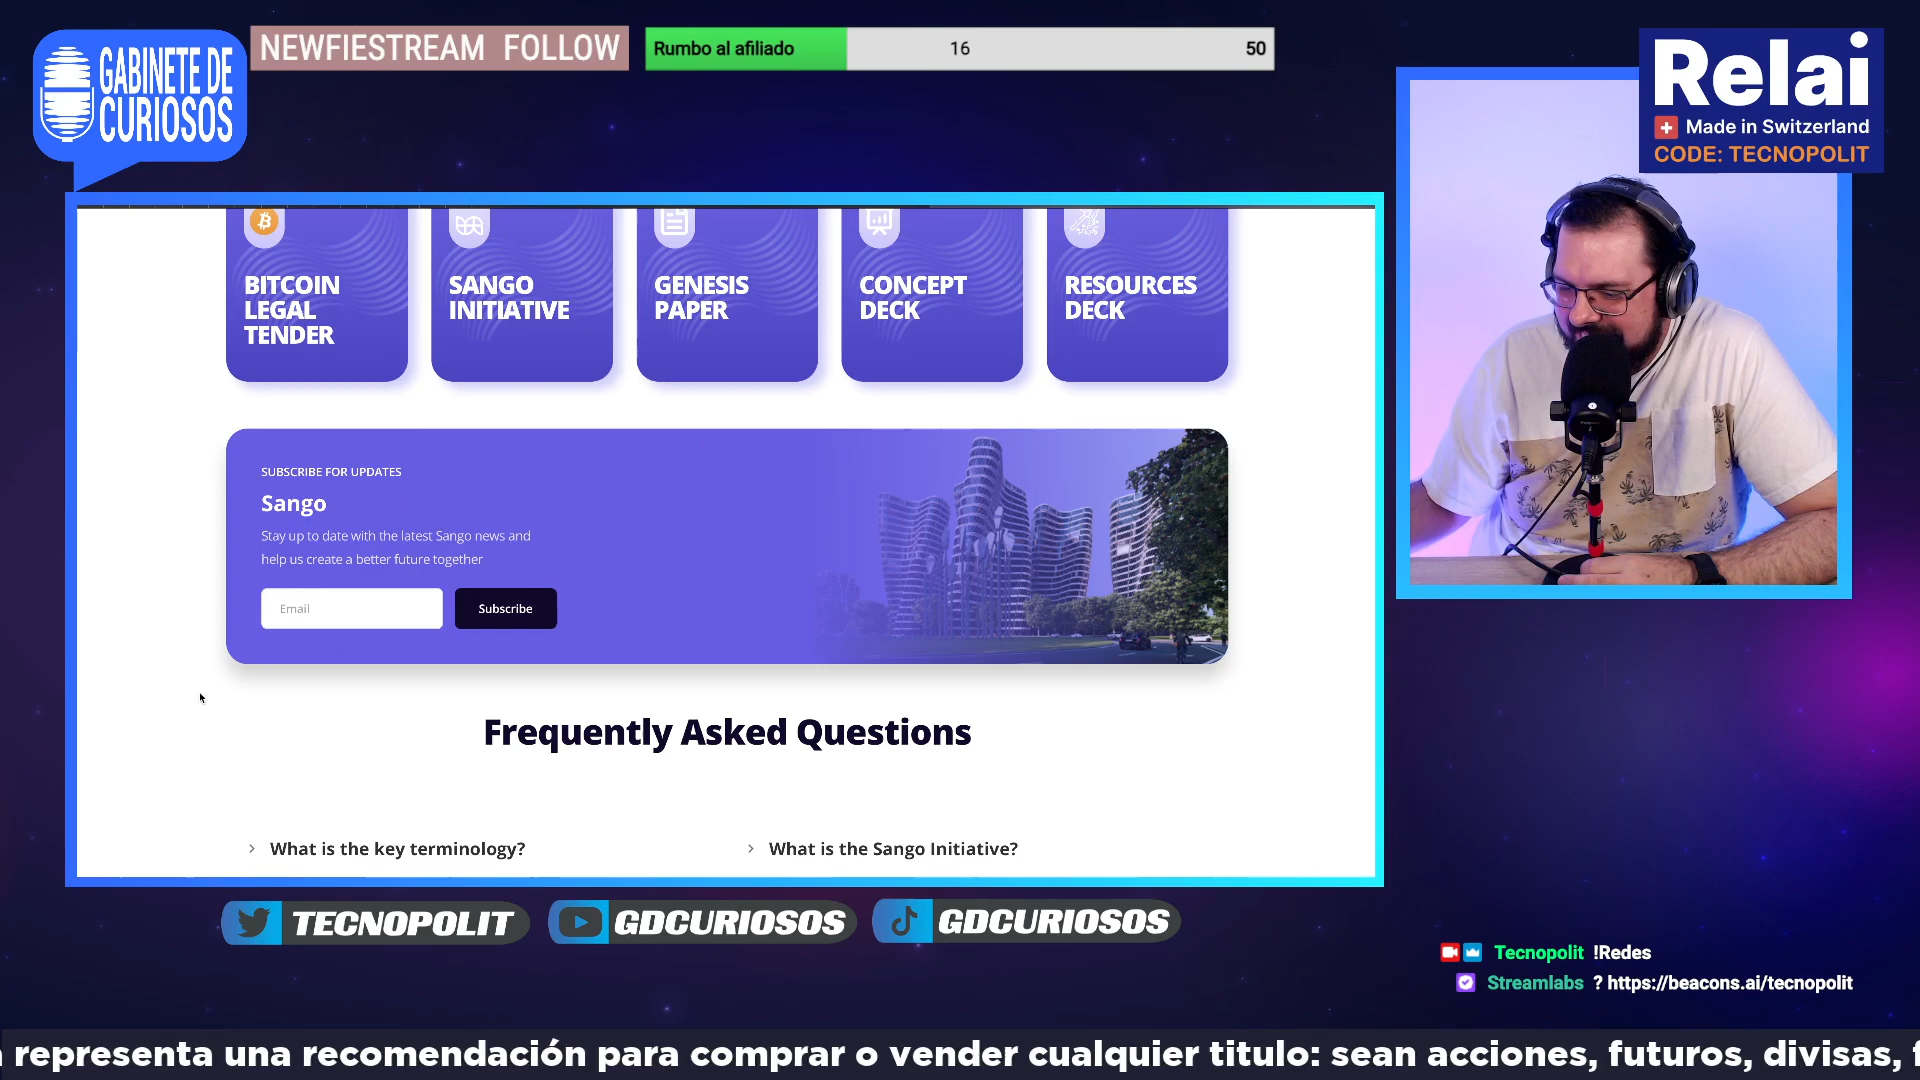 GABINETE DE
CURIOSOS
NEWFIESTREAM FOLLOW
Rumbo al afiliado 16 50
Relai
Made in Switzerland
CODE: TECNOPOLIT
BITCOIN
LEGAL
TENDER
SANGO
INITIATIVE
GENESIS
PAPER
CONCEPT
DECK
RESOURCES
DECK
SUBSCRIBE FOR UPDATES
Sango
Stay up to date with the latest Sango news and
help us create a better future together
Email
Subscribe
Frequently Asked Questions
What is the key terminology?
What is the Sango Initiative?
TECNOPOLIT
GDCURIOSOS
GDCURIOSOS
Tecnopolit !Redes
Streamlabs ? https://beacons.ai/tecnopolit
representa una recomendación para comprar o vender cualquier titulo: sean acciones, futuros, divisas,